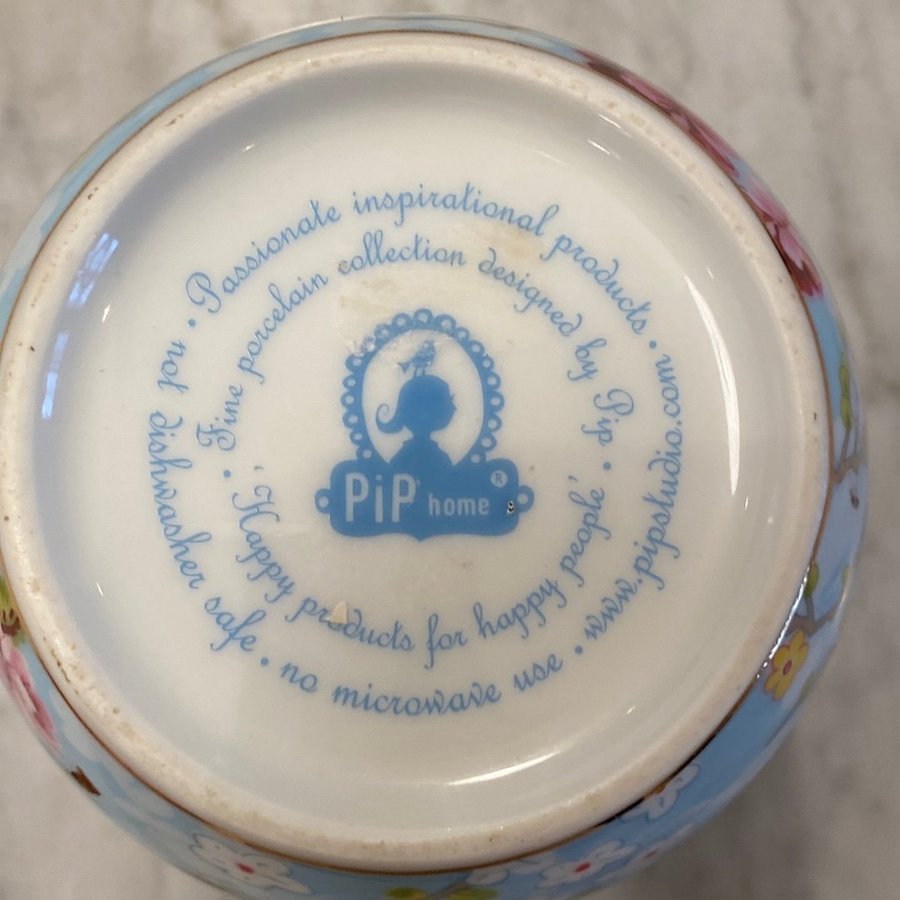 • Passionate inspirational products • www.pipstudio.com
• no microwave use • not dishwasher safe
• Fine porcelain collection designed by Pip •
'Happy products for happy people'
PiP home ®